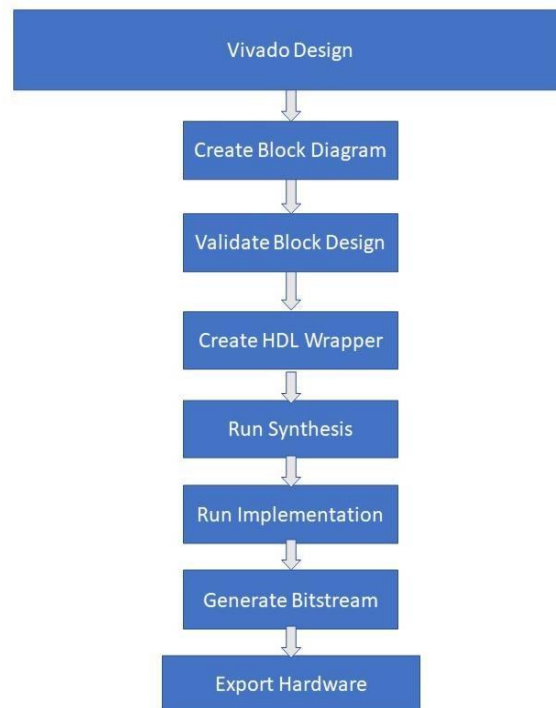 Vivado Design
Create Block Diagram
Validate Block Design
Create HDL Wrapper
Run Synthesis
Run Implementation
Generate Bitstream
Export Hardware